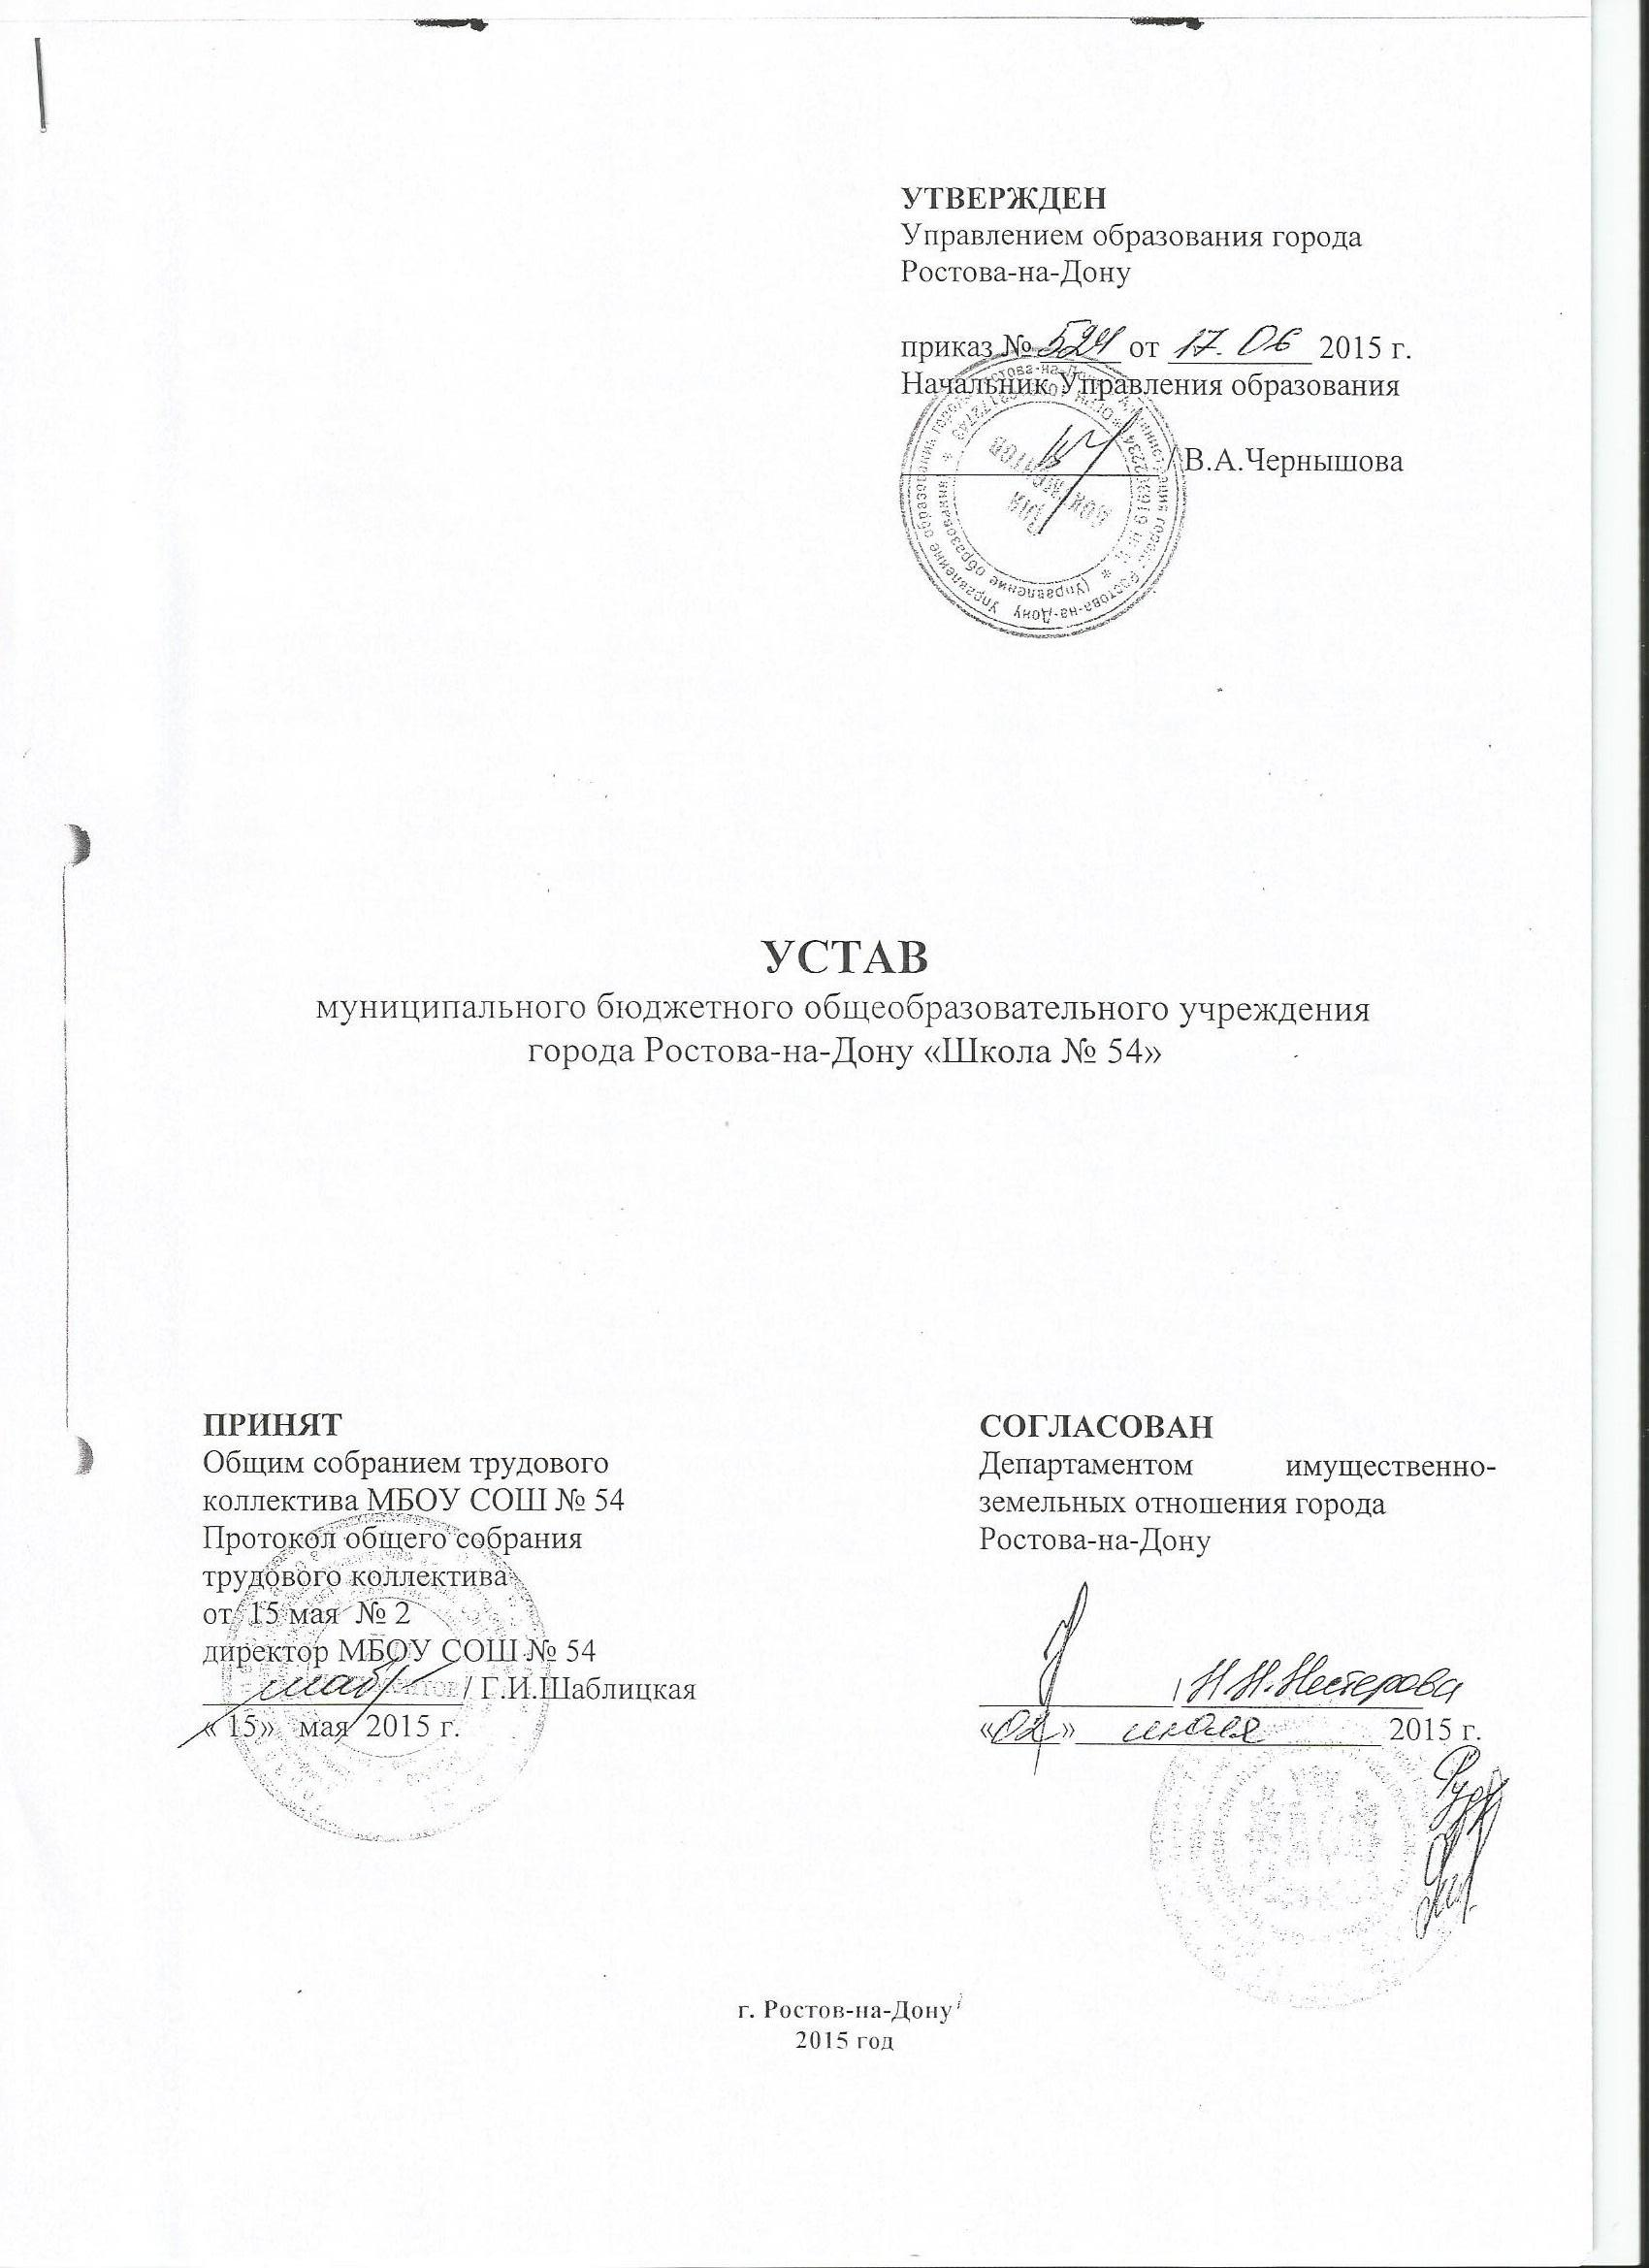 УТВЕРЖДЕН
Управлением образования города
Ростова-на-Дону
приказ № 524 от 17.06 2015 г.
Начальник Управления образования
/ В.А.Чернышова
УСТАВ
муниципального бюджетного общеобразовательного учреждения
города Ростова-на-Дону «Школа № 54»
ПРИНЯТ
Общим собранием трудового
коллектива МБОУ СОШ № 54
Протокол общего собрания
трудового коллектива
от 15 мая № 2
директор МБОУ СОШ № 54
/ Г.И.Шаблицкая
« 15» мая 2015 г.
СОГЛАСОВАН
Департаментом имущественно-
земельных отношения города
Ростова-на-Дону
/ Н.Н.Нестерова
«02» июля 2015 г.
г. Ростов-на-Дону
2015 год